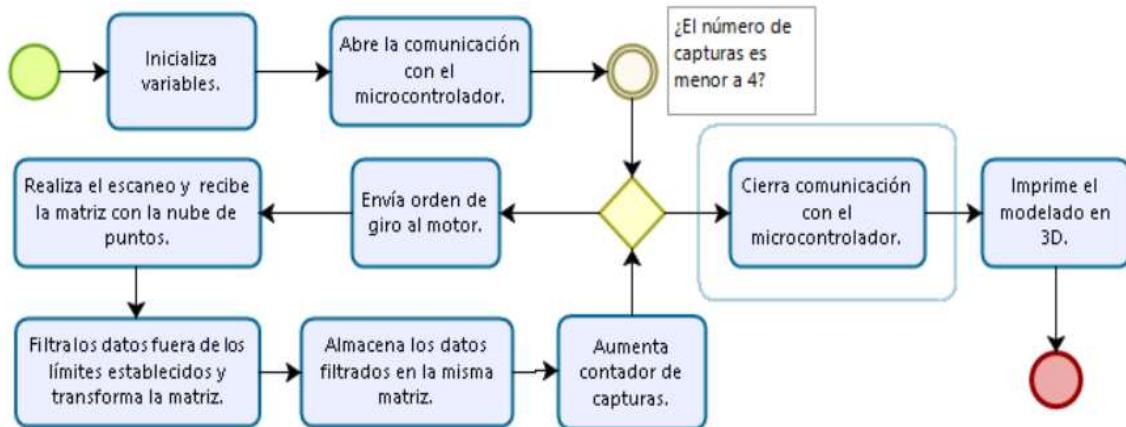 Inicializa
variables.
Abre la comunicación
con el
microcontrolador.
¿El número de
capturas es
menor a 4?
Realiza el escaneo y recibe
la matriz con la nube de
puntos.
Envía orden de
giro al motor.
Cierra comunicación
con el
microcontrolador.
Imprime el
modelado en
3D.
Filtra los datos fuera de los
límites establecidos y
transforma la matriz.
Almacena los datos
filtrados en la misma
matriz.
Aumenta
contador de
capturas.